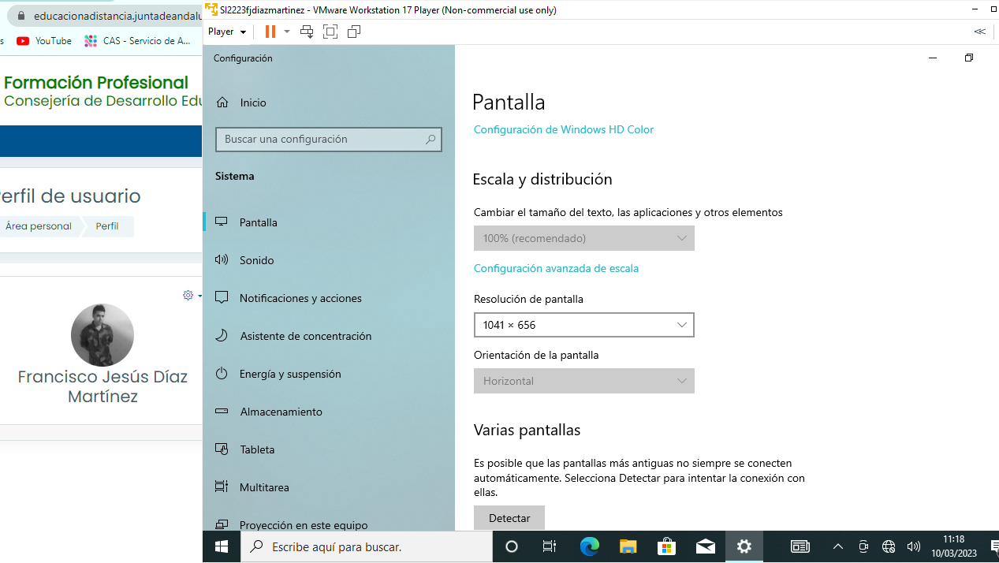 educacionadistancia.juntadeandalu
SI2223fjdiazmartinez - VMware Workstation 17 Player (Non-commercial use only)
s YouTube CAS - Servicio de A...
Player
Formación Profesional
Consejería de Desarrollo Edu
Perfil de usuario
Área personal Perfil
Francisco Jesús Díaz
Martínez
Configuración
Inicio
Buscar una configuración
Sistema
Pantalla
Sonido
Notificaciones y acciones
Asistente de concentración
Energía y suspensión
Almacenamiento
Tableta
Multitarea
Proyección en este equipo
Pantalla
Configuración de Windows HD Color
Escala y distribución
Cambiar el tamaño del texto, las aplicaciones y otros elementos
100% (recomendado)
Configuración avanzada de escala
Resolución de pantalla
1041 × 656
Orientación de la pantalla
Horizontal
Varias pantallas
Es posible que las pantallas más antiguas no siempre se conecten
automáticamente. Selecciona Detectar para intentar la conexión con
ellas.
Detectar
Escribe aquí para buscar.
11:18
10/03/2023